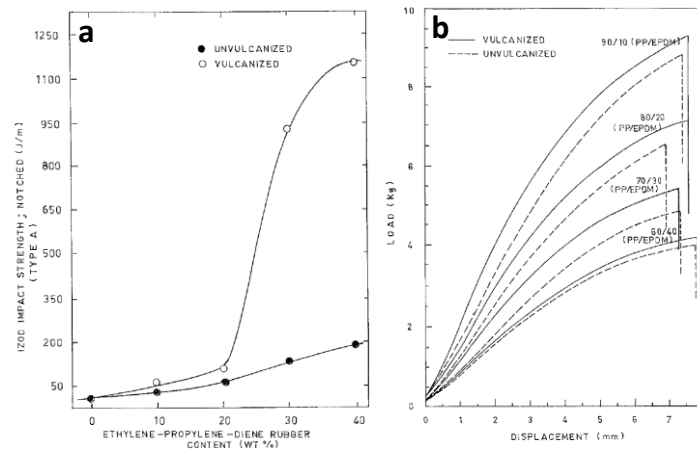 a
UNVULCANIZED
VULCANIZED
1250
1150
950
800
650
500
350
200
50
0
10
20
30
40
IZOD IMPACT STRENGTH; NOTCHED (J/m)
(TYPE A)
ETHYLENE-PROPYLENE-DIENE RUBBER
CONTENT (WT %)
b
VULCANIZED
UNVULCANIZED
90/10 (PP/EPDM)
80/20
(PP/EPDM)
70/30
(PP/EPDM)
60/40
(PP/EPDM)
10
8
6
4
2
0
0
1
2
3
4
5
6
7
LOAD (Kg)
DISPLACEMENT (mm)